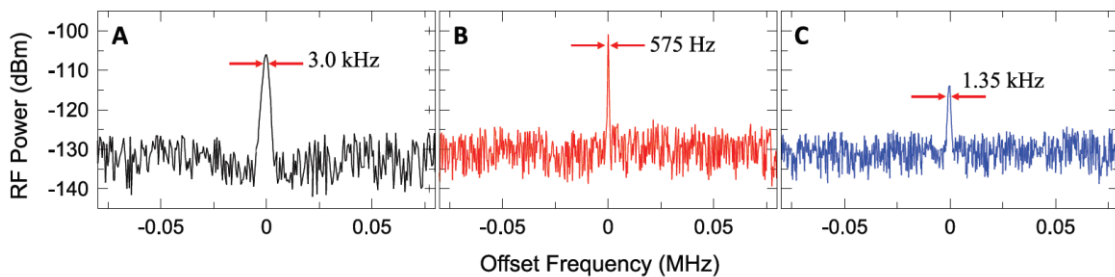 A
B
C
3.0 kHz
575 Hz
1.35 kHz
RF Power (dBm)
-100
-110
-120
-130
-140
-0.05 0 0.05
-0.05 0 0.05
-0.05 0 0.05
Offset Frequency (MHz)